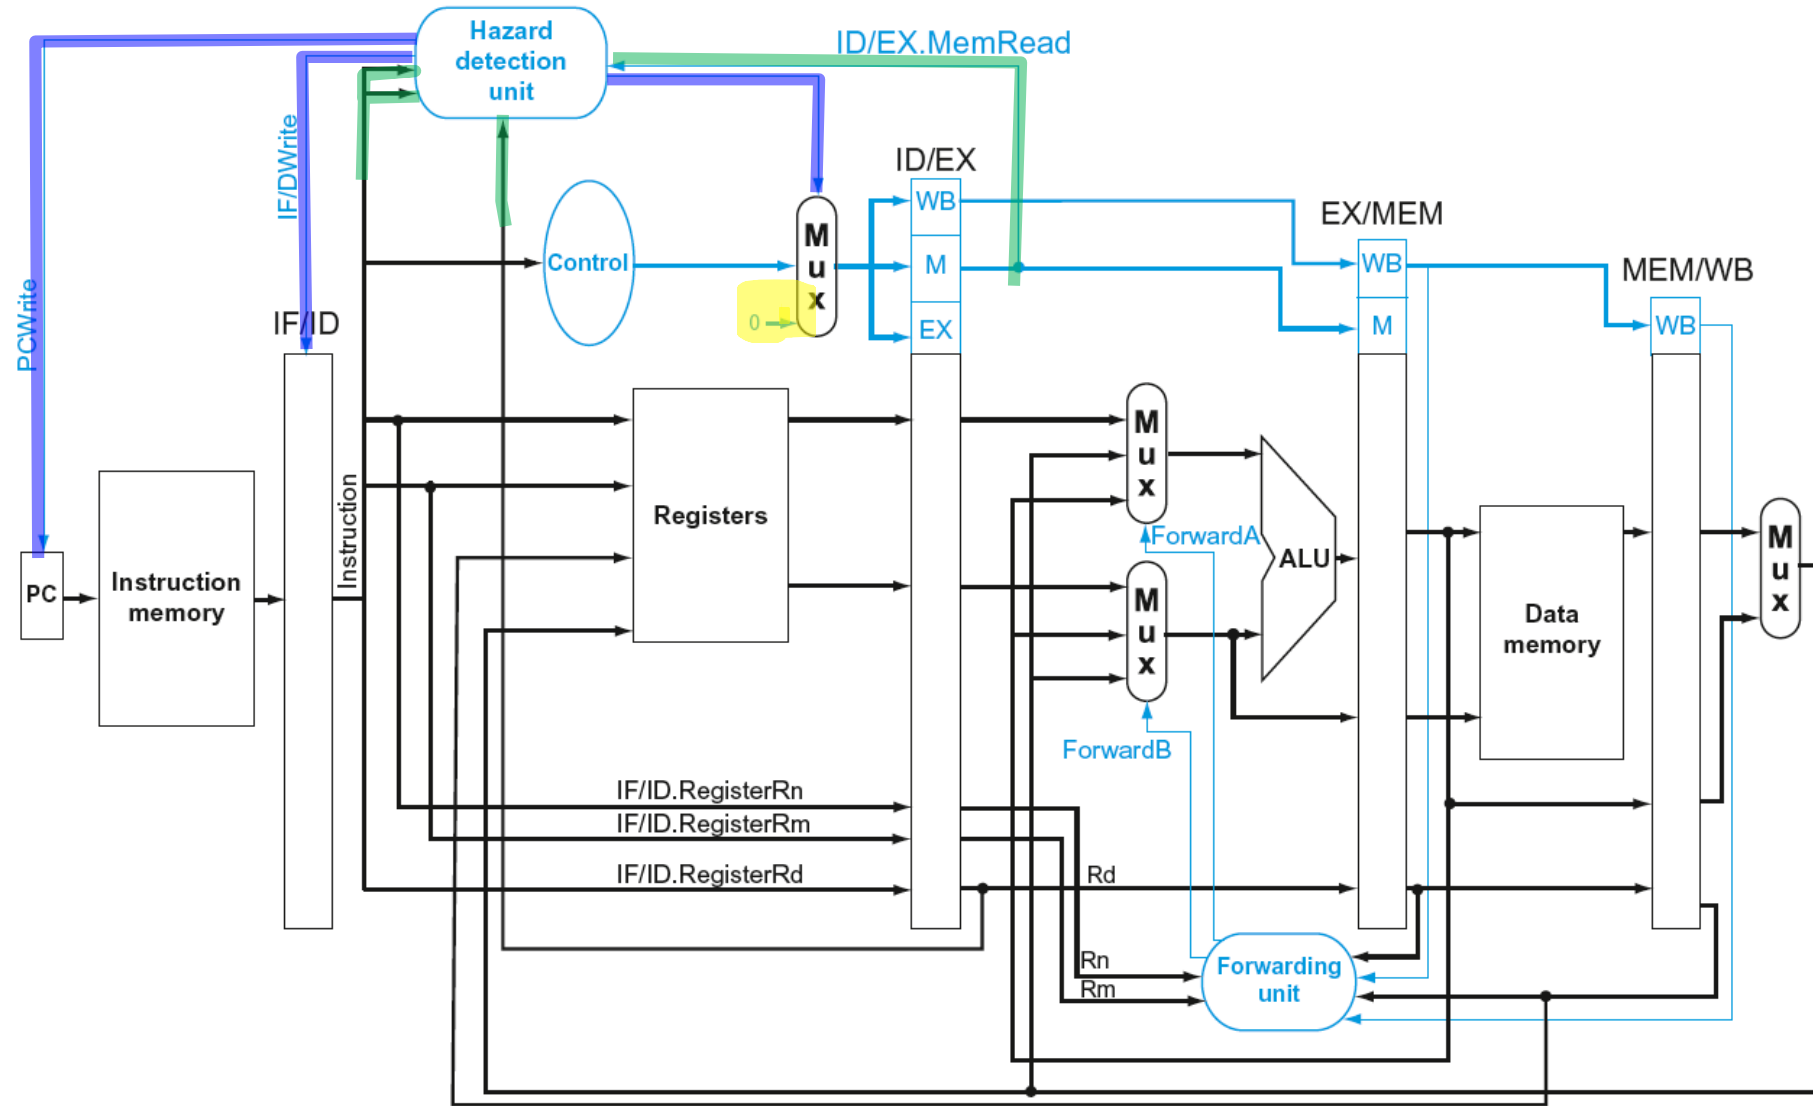 Hazard
detection
unit
ID/EX.MemRead
IF/DWrite
PCWrite
ID/EX
WB
M
EX
EX/MEM
WB
M
MEM/WB
WB
Control
M
u
x
0
IF/ID
Instruction
PC
Instruction
memory
Registers
M
u
x
ForwardA
M
u
x
ForwardB
ALU
Data
memory
M
u
x
IF/ID.RegisterRn
IF/ID.RegisterRm
IF/ID.RegisterRd
Rd
Rn
Rm
Forwarding
unit